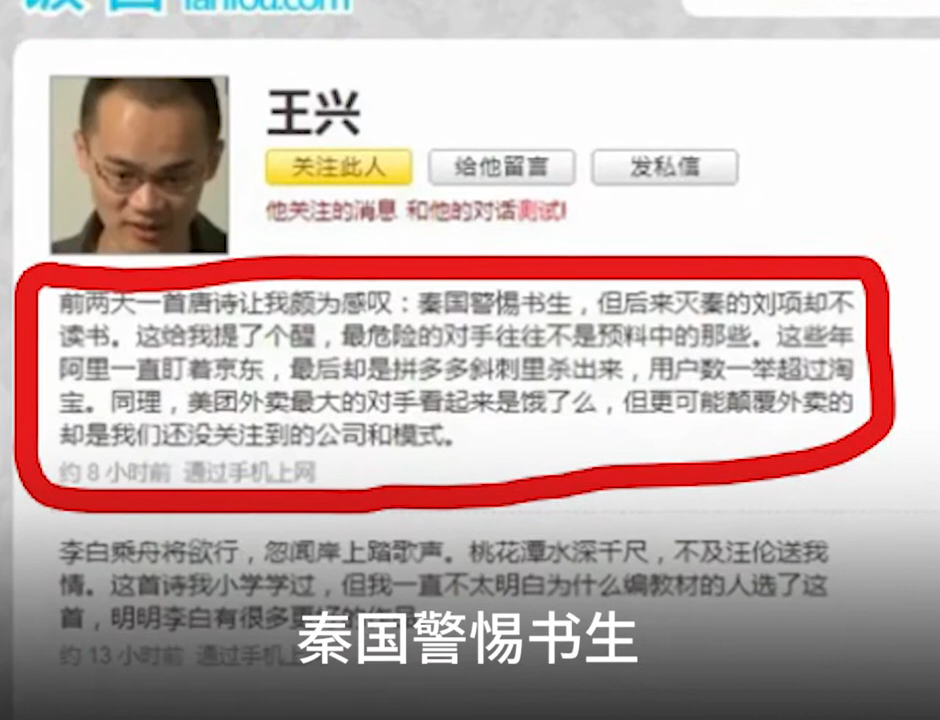 fanfou.com
王兴
关注此人 给他留言 发私信
他关注的消息 和他的对话测试!
前两天一首唐诗让我颇为感叹：秦国警惕书生，但后来灭秦的刘项却不
读书。这给我提了个醒，最危险的对手往往不是预料中的那些。这些年
阿里一直盯着京东，最后却是拼多多斜刺里杀出来，用户数一举超过淘
宝。同理，美团外卖最大的对手看起来是饿了么，但更可能颠覆外卖的
却是我们还没关注到的公司和模式。
约 8 小时前 通过手机上网
李白乘舟将欲行，忽闻岸上踏歌声。桃花潭水深千尺，不及汪伦送我
情。这首诗我小学学过，但我一直不太明白为什么编教材的人选了这
首，明明李白有很多更
约 13 小时前 通过手机上
秦国警惕书生